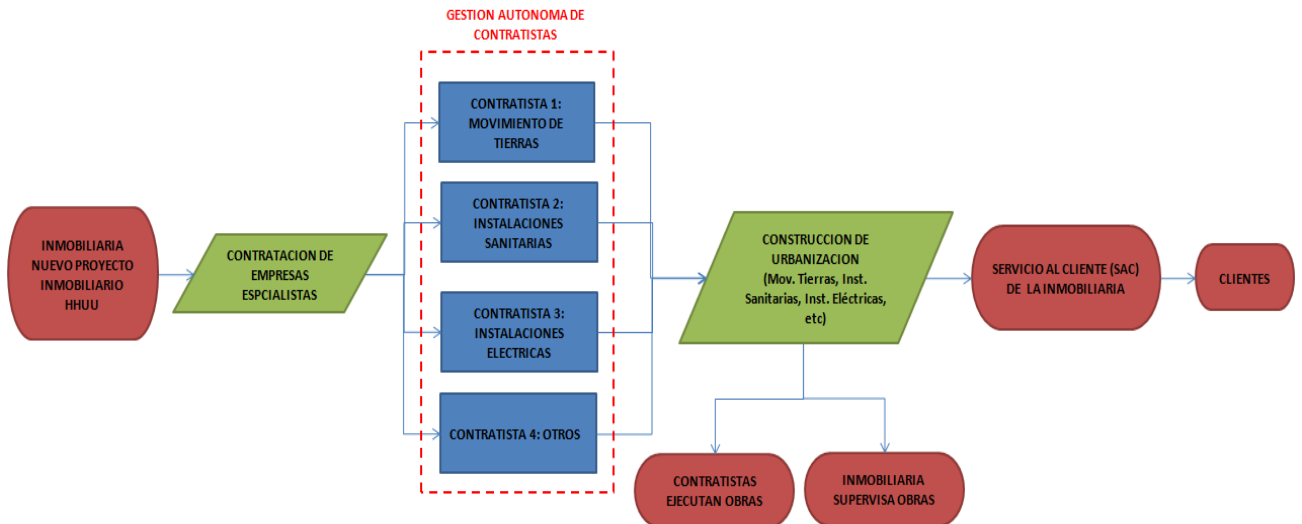 GESTION AUTONOMA DE
CONTRATISTAS
CONTRATISTA 1:
MOVIMIENTO DE
TIERRAS
CONTRATISTA 2:
INSTALACIONES
SANITARIAS
CONTRATISTA 3:
INSTALACIONES
ELECTRICAS
CONTRATISTA 4: OTROS
INMOBILIARIA
NUEVO PROYECTO
INMOBILIARIO
HHUU
CONTRATACION DE
EMPRESAS
ESPCIALISTAS
CONSTRUCCION DE
URBANIZACION
(Mov. Tierras, Inst.
Sanitarias, Inst. Eléctricas,
etc)
SERVICIO AL CLIENTE (SAC)
DE LA INMOBILIARIA
CLIENTES
CONTRATISTAS
EJECUTAN OBRAS
INMOBILIARIA
SUPERVISA OBRAS